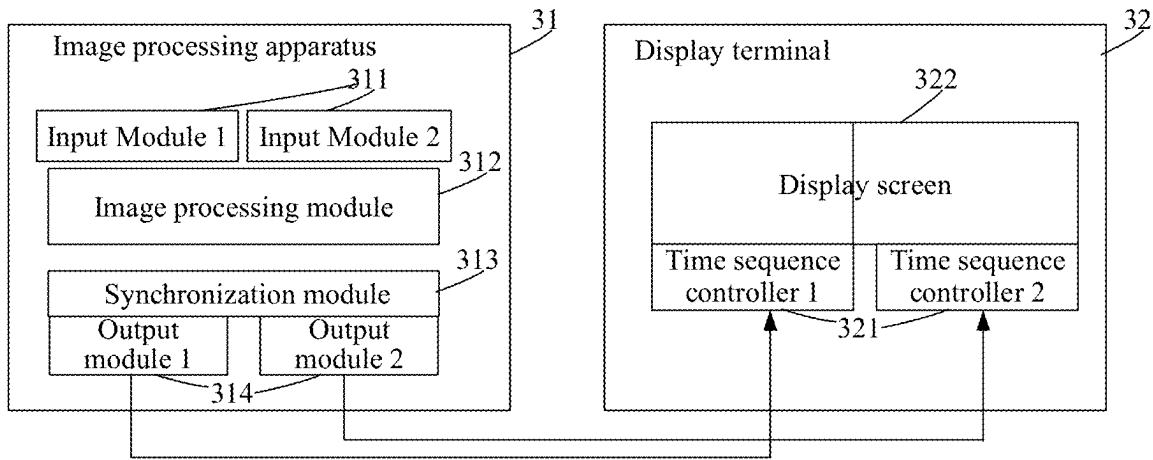 31
Image processing apparatus
311
Input Module 1
Input Module 2
312
Image processing module
313
Synchronization module
Output
module 1
Output
module 2
314
32
Display terminal
322
Display screen
Time sequence
controller 1
Time sequence
controller 2
321